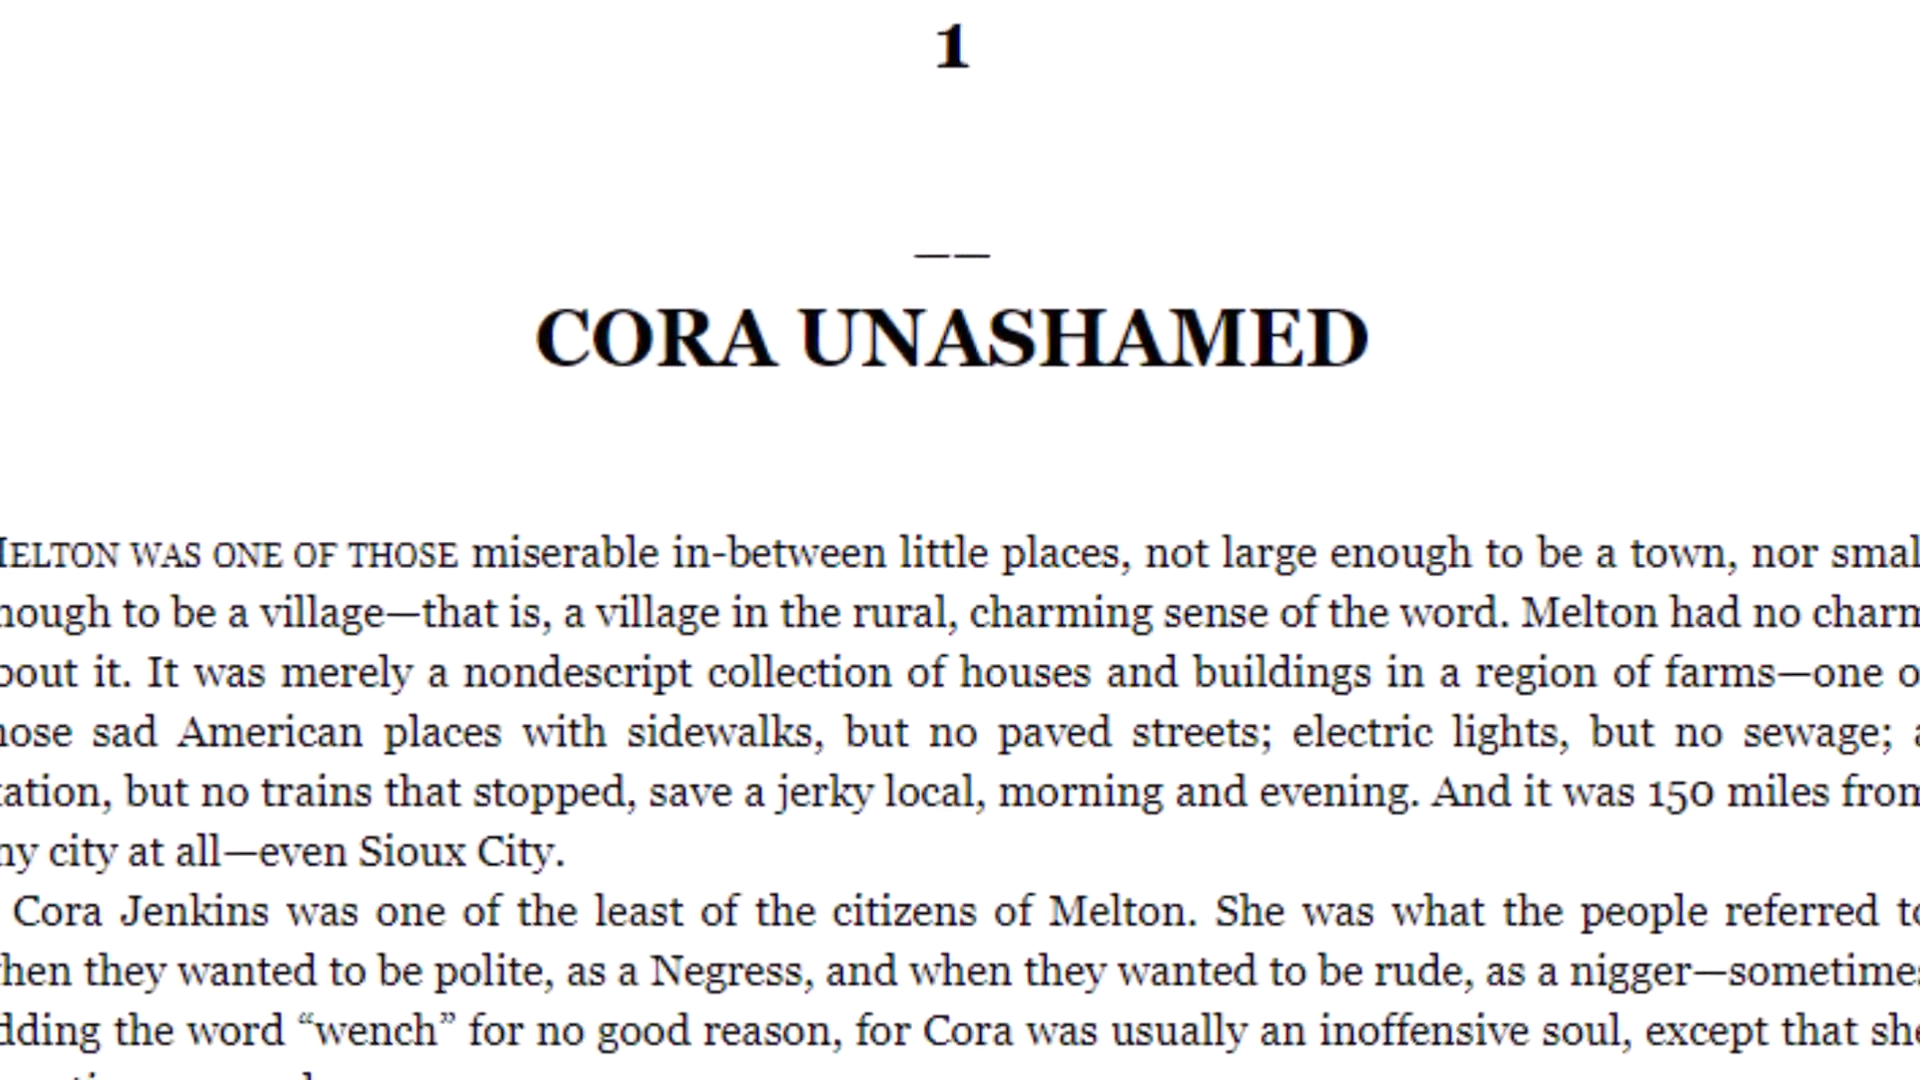 1
——
CORA UNASHAMED
MELTON WAS ONE OF THOSE miserable in-between little places, not large enough to be a town, nor smal
nough to be a village—that is, a village in the rural, charming sense of the word. Melton had no charm
bout it. It was merely a nondescript collection of houses and buildings in a region of farms—one o
hose sad American places with sidewalks, but no paved streets; electric lights, but no sewage; a
tation, but no trains that stopped, save a jerky local, morning and evening. And it was 150 miles from
ny city at all—even Sioux City.
Cora Jenkins was one of the least of the citizens of Melton. She was what the people referred to
hen they wanted to be polite, as a Negress, and when they wanted to be rude, as a nigger—sometimes
dding the word “wench” for no good reason, for Cora was usually an inoffensive soul, except that she